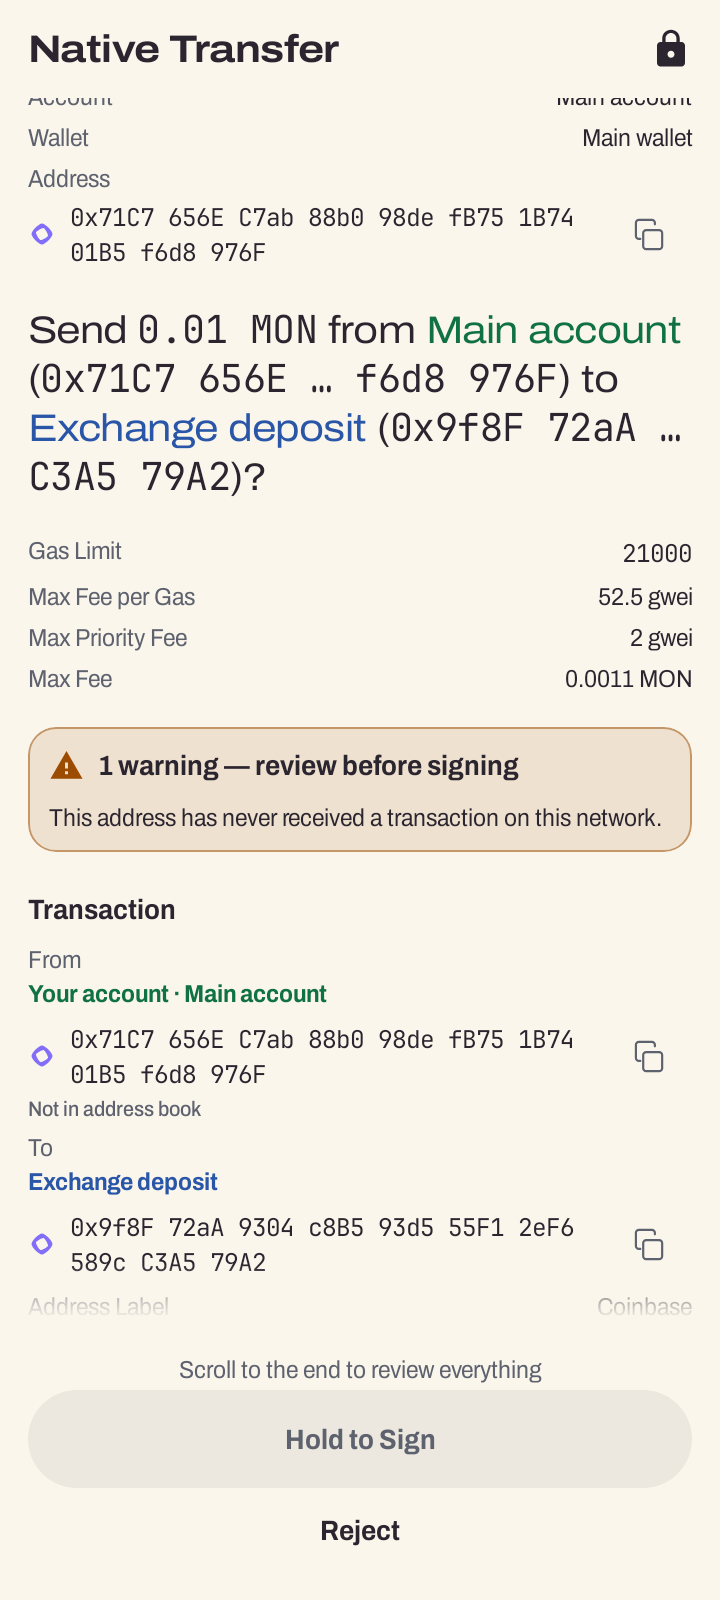 Native Transfer
Account Main account
Wallet Main wallet
Address
0x71C7 656E C7ab 88b0 98de fB75 1B74
01B5 f6d8 976F
Send 0.01 MON from Main account
(0x71C7 656E … f6d8 976F) to
Exchange deposit (0x9f8F 72aA …
C3A5 79A2)?
Gas Limit 21000
Max Fee per Gas 52.5 gwei
Max Priority Fee 2 gwei
Max Fee 0.0011 MON
1 warning — review before signing
This address has never received a transaction on this network.
Transaction
From
Your account · Main account
0x71C7 656E C7ab 88b0 98de fB75 1B74
01B5 f6d8 976F
Not in address book
To
Exchange deposit
0x9f8F 72aA 9304 c8B5 93d5 55F1 2eF6
589c C3A5 79A2
Address Label Coinbase
Scroll to the end to review everything
Hold to Sign
Reject